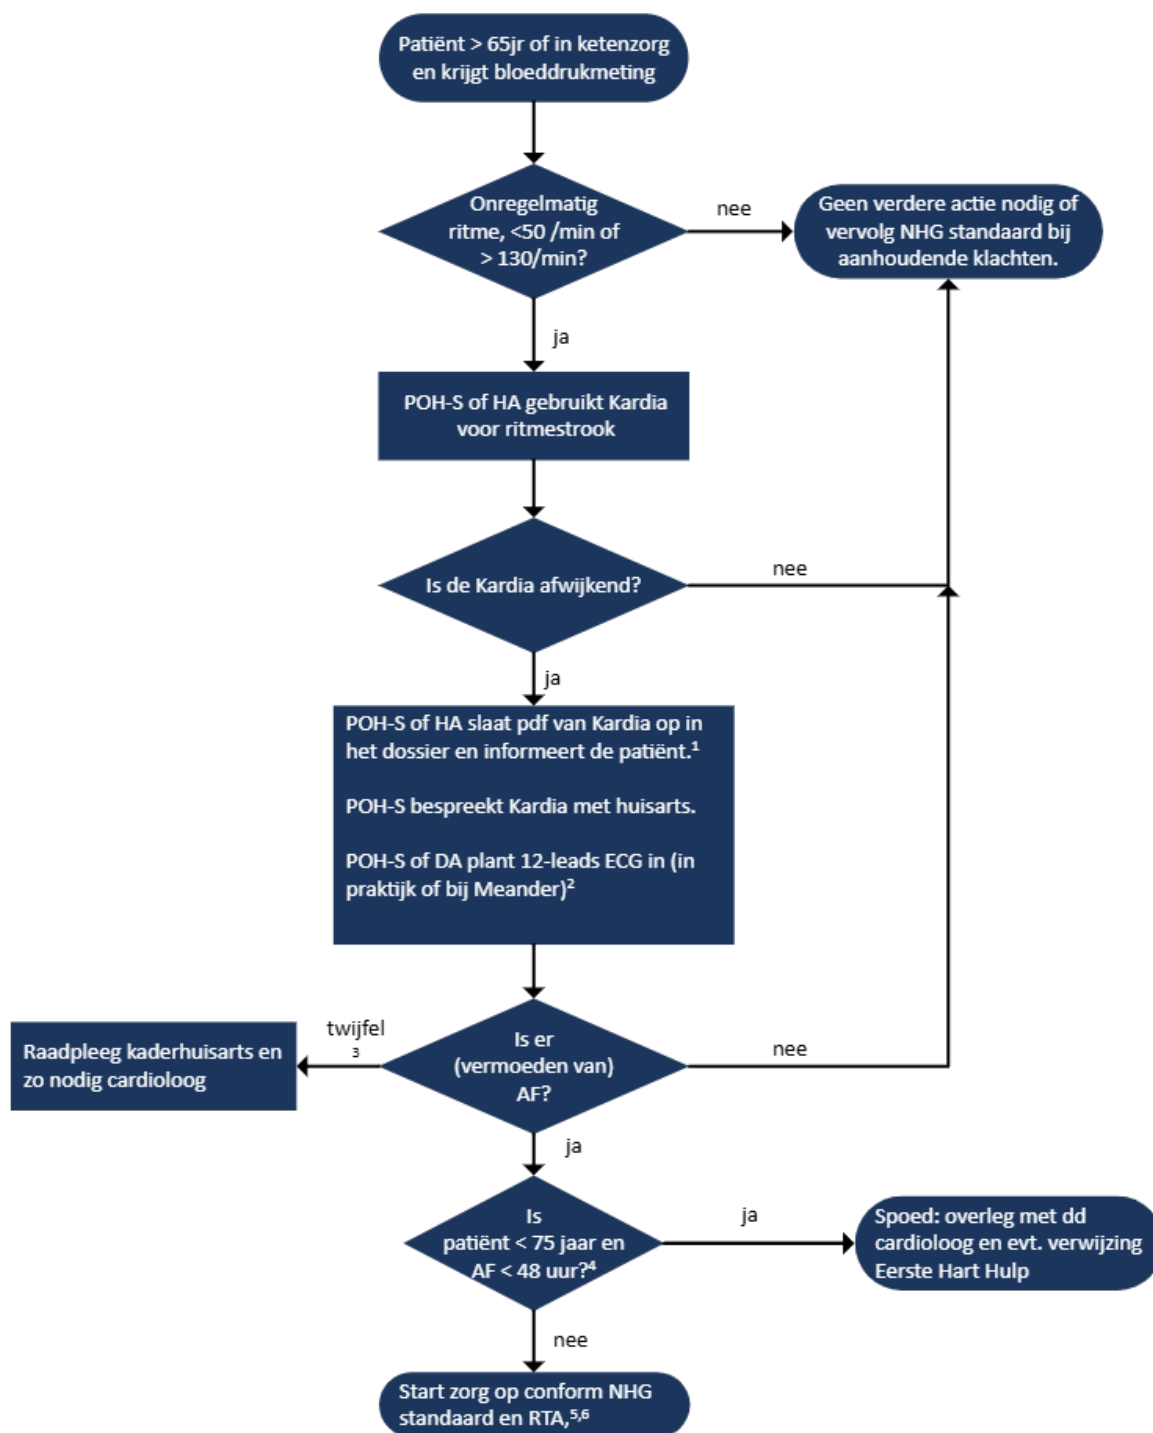 Patiënt > 65jr of in ketenzorg
en krijgt bloeddrukmeting
Onregelmatig
ritme, <50 /min of
> 130/min?
nee
Geen verdere actie nodig of
vervolg NHG standaard bij
aanhoudende klachten.
ja
POH-S of HA gebruikt Kardia
voor ritmestrook
Is de Kardia afwijkend?
nee
ja
POH-S of HA slaat pdf van Kardia op in
het dossier en informeert de patiënt.¹
POH-S bespreekt Kardia met huisarts.
POH-S of DA plant 12-leads ECG in (in
praktijk of bij Meander)²
twijfel
3
Raadpleeg kaderhuisarts en
zo nodig cardioloog
Is er
(vermoeden van)
AF?
nee
ja
Is
patiënt < 75 jaar en
AF < 48 uur?⁴
ja
Spoed: overleg met dd
cardioloog en evt. verwijzing
Eerste Hart Hulp
nee
Start zorg op conform NHG
standaard en RTA,⁵,⁶